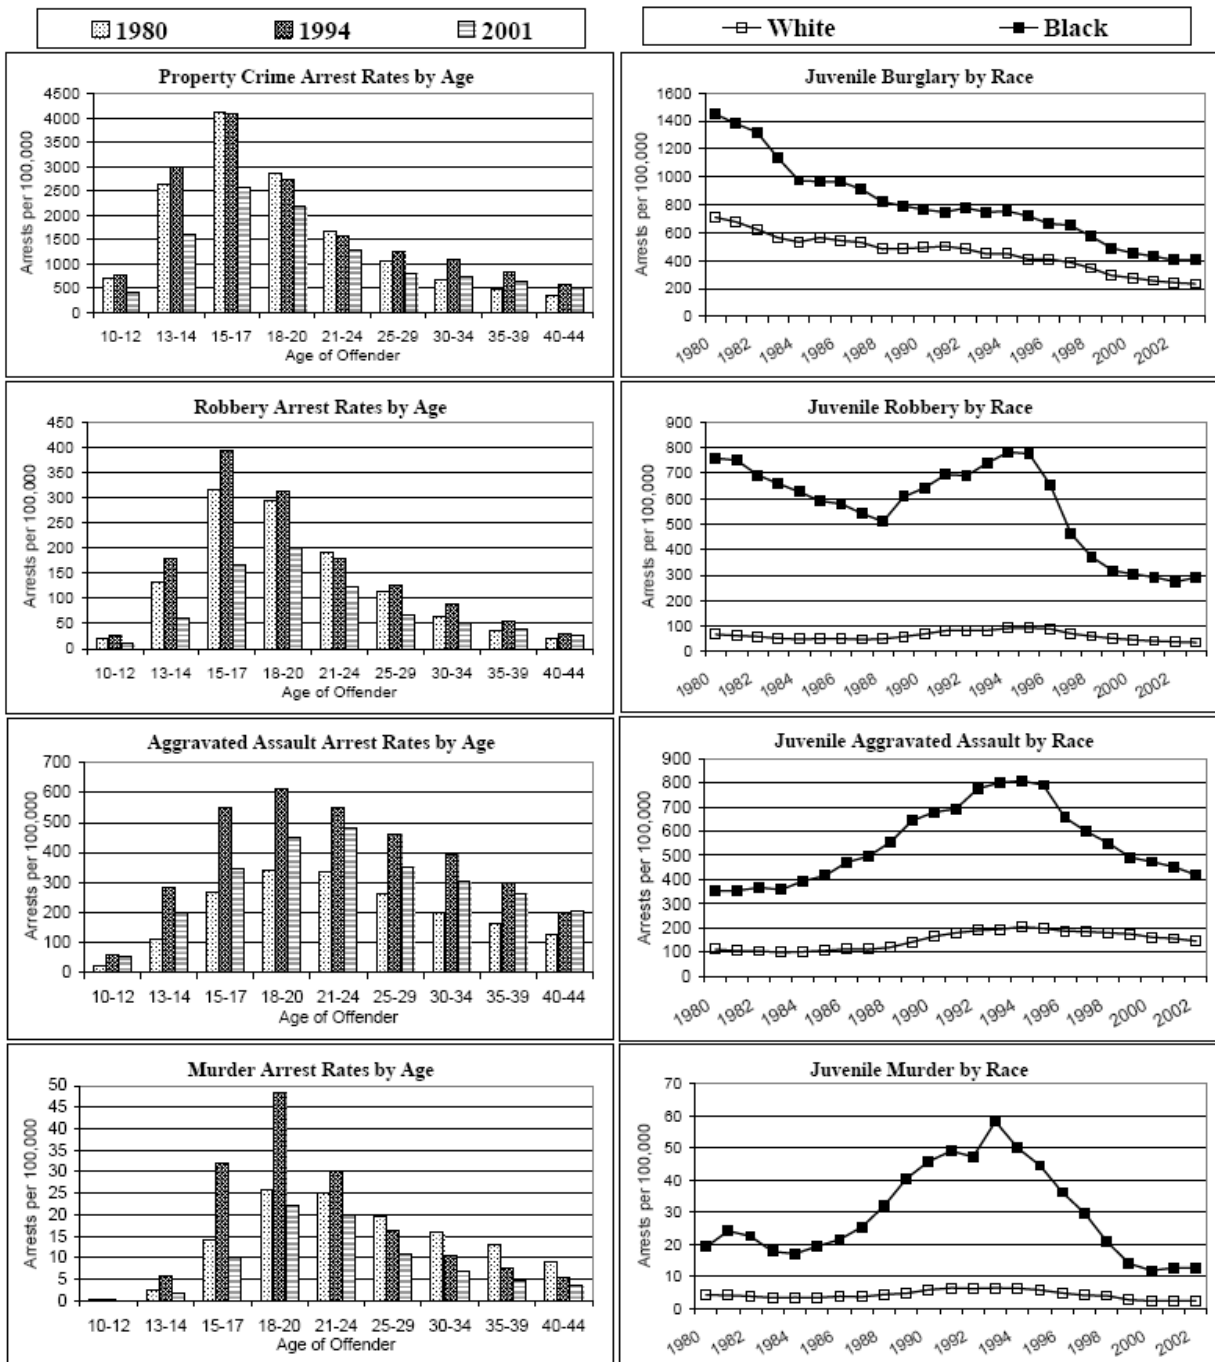 1980 1994 2001
White Black
Property Crime Arrest Rates by Age
4500
4000
3500
3000
2500
2000
1500
1000
500
0
Arrests per 100,000
10-12 13-14 15-17 18-20 21-24 25-29 30-34 35-39 40-44
Age of Offender
Juvenile Burglary by Race
1600
1400
1200
1000
800
600
400
200
0
Arrests per 100,000
1980 1982 1984 1986 1988 1990 1992 1994 1996 1998 2000 2002
Robbery Arrest Rates by Age
450
400
350
300
250
200
150
100
50
0
Arrests per 100,000
10-12 13-14 15-17 18-20 21-24 25-29 30-34 35-39 40-44
Age of Offender
Juvenile Robbery by Race
900
800
700
600
500
400
300
200
100
0
Arrests per 100,000
1980 1982 1984 1986 1988 1990 1992 1994 1996 1998 2000 2002
Aggravated Assault Arrest Rates by Age
700
600
500
400
300
200
100
0
Arrests per 100,000
10-12 13-14 15-17 18-20 21-24 25-29 30-34 35-39 40-44
Age of Offender
Juvenile Aggravated Assault by Race
900
800
700
600
500
400
300
200
100
0
Arrests per 100,000
1980 1982 1984 1986 1988 1990 1992 1994 1996 1998 2000 2002
Murder Arrest Rates by Age
50
45
40
35
30
25
20
15
10
5
0
Arrests per 100,000
10-12 13-14 15-17 18-20 21-24 25-29 30-34 35-39 40-44
Age of Offender
Juvenile Murder by Race
70
60
50
40
30
20
10
0
Arrests per 100,000
1980 1982 1984 1986 1988 1990 1992 1994 1996 1998 2000 2002